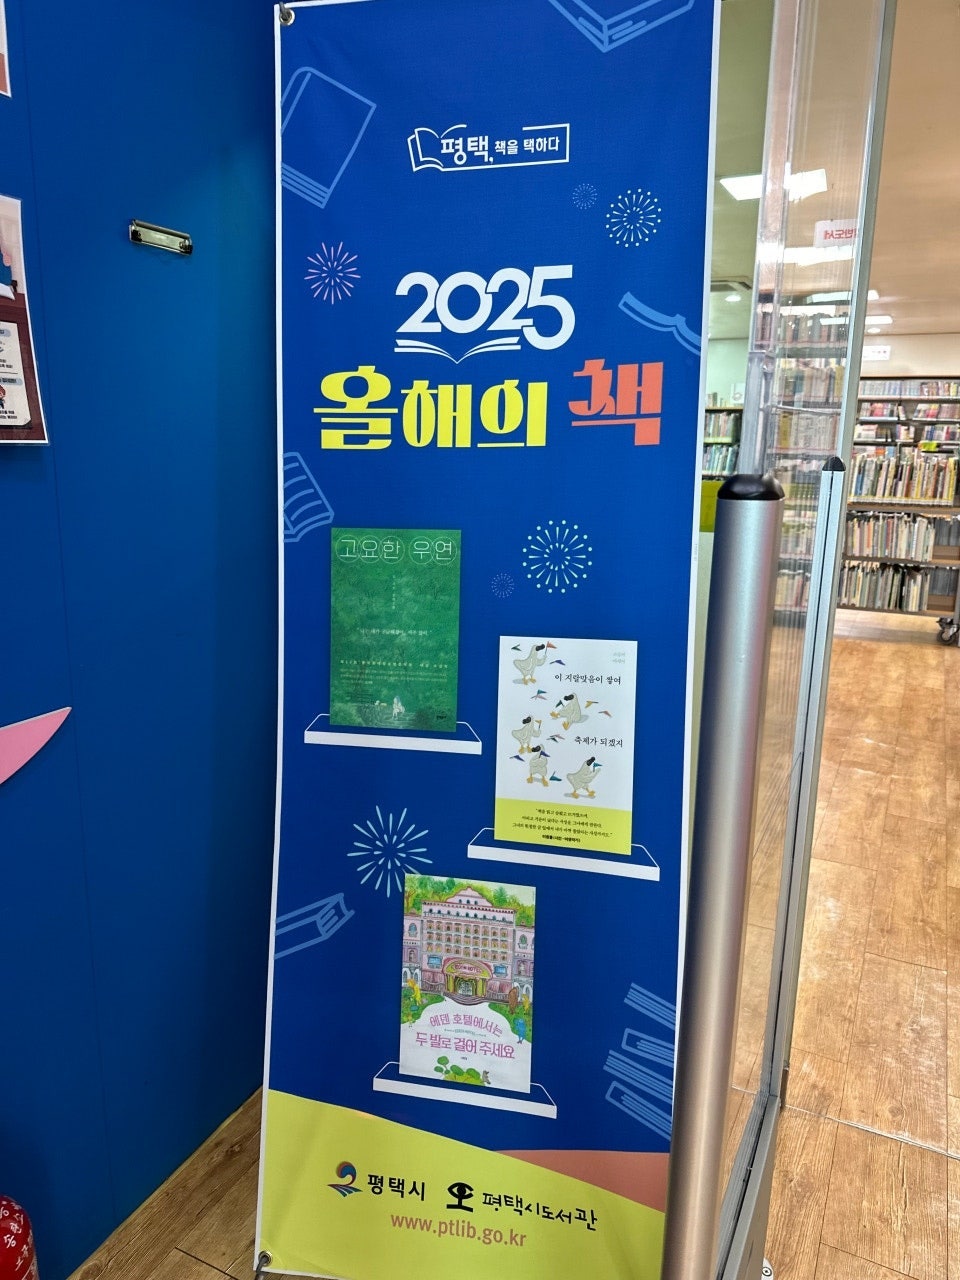 평택, 책을 택하다
2025
올해의 책
고요한 우연
이 지랄맞음이 쌓여
축제가 되겠지
에덴 호텔에서는
두 발로 걸어 주세요
평택시
평택시도서관
www.ptlib.go.kr